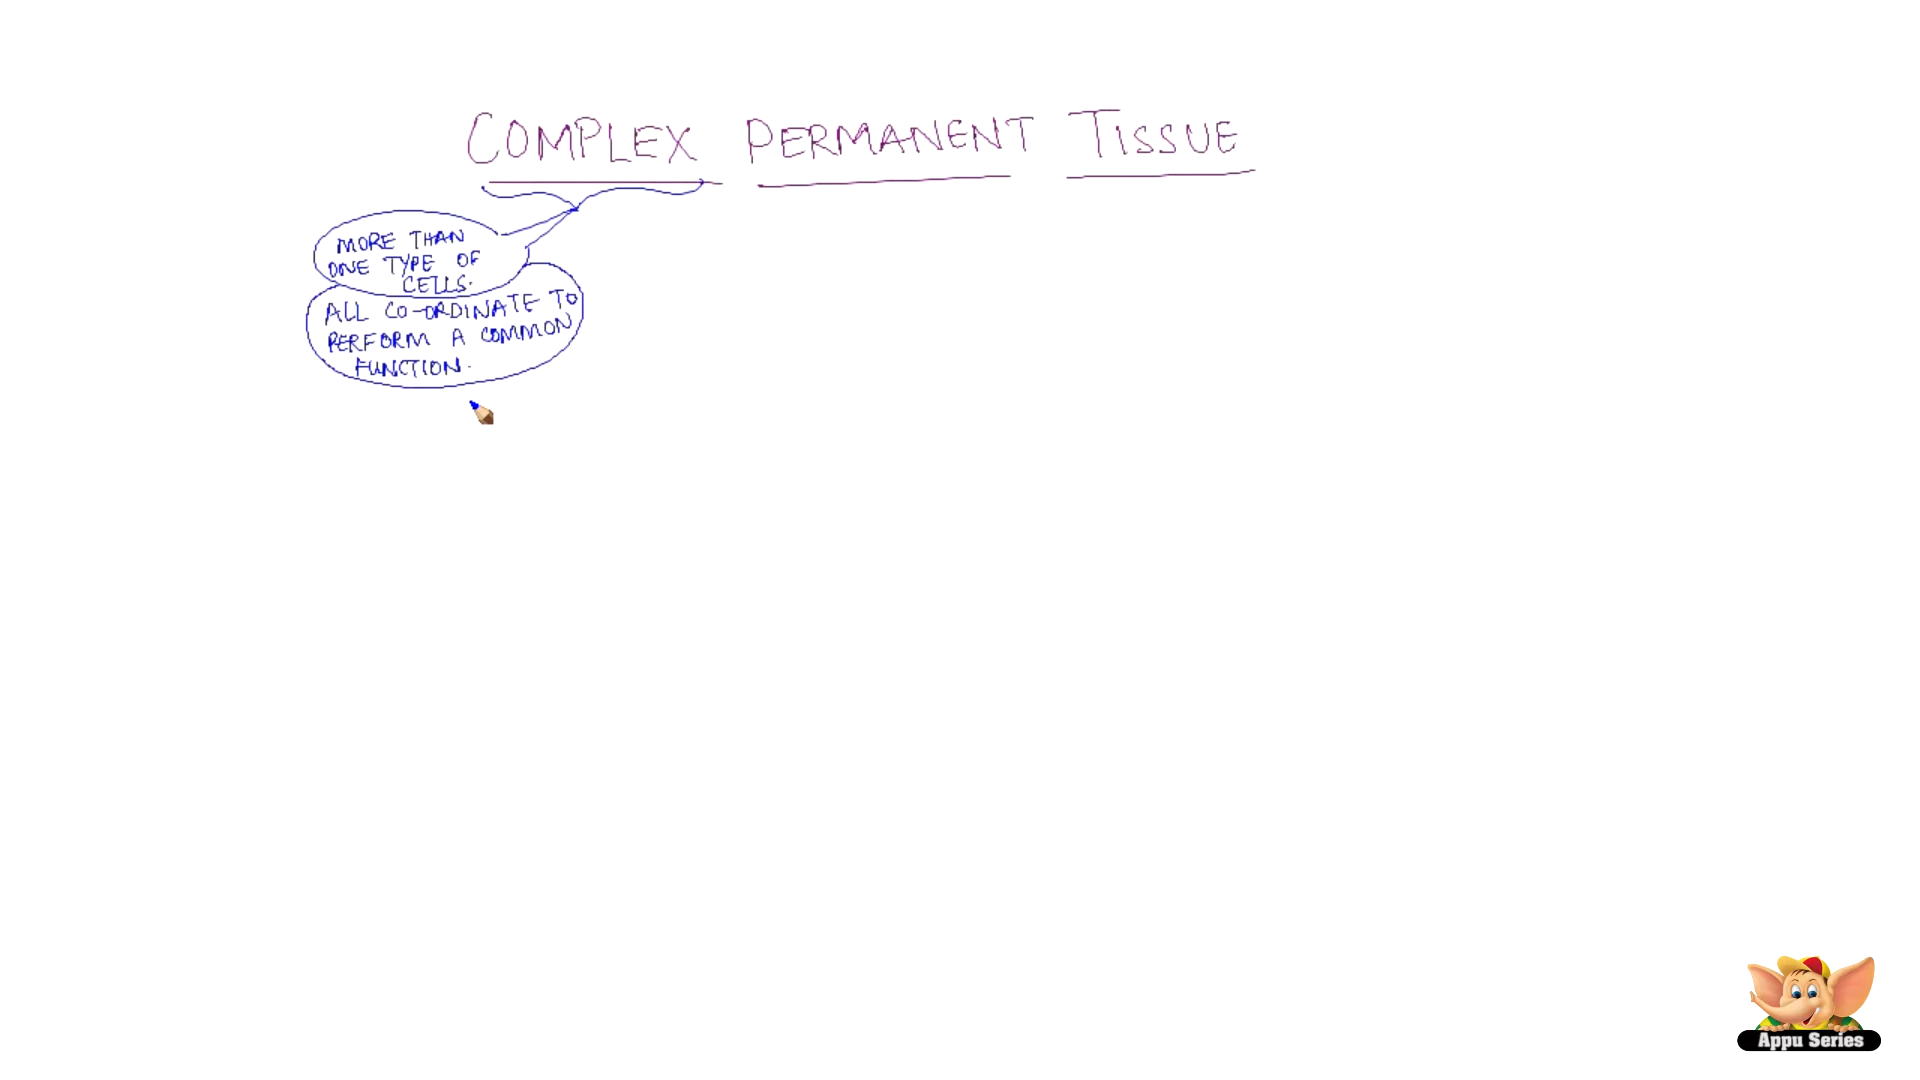 COMPLEX PERMANENT TISSUE
MORE THAN
ONE TYPE OF
CELLS.
ALL CO-ORDINATE TO
PERFORM A COMMON
FUNCTION.
Appu Series